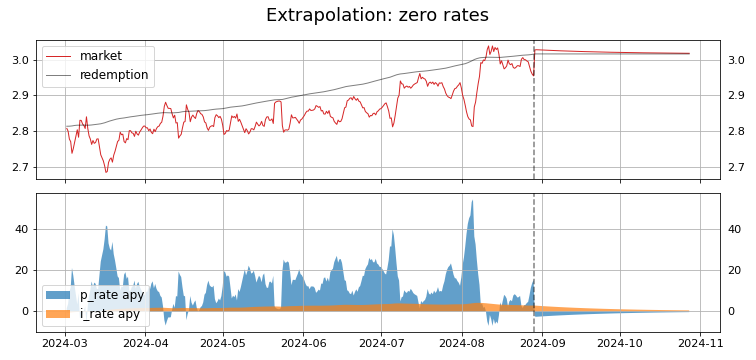 Extrapolation: zero rates
market
redemption
3.0 3.0
2.9 2.9
2.8 2.8
2.7 2.7
40 40
20 20
0 0
p_rate apy
i_rate apy
2024-03 2024-04 2024-05 2024-06 2024-07 2024-08 2024-09 2024-10 2024-11